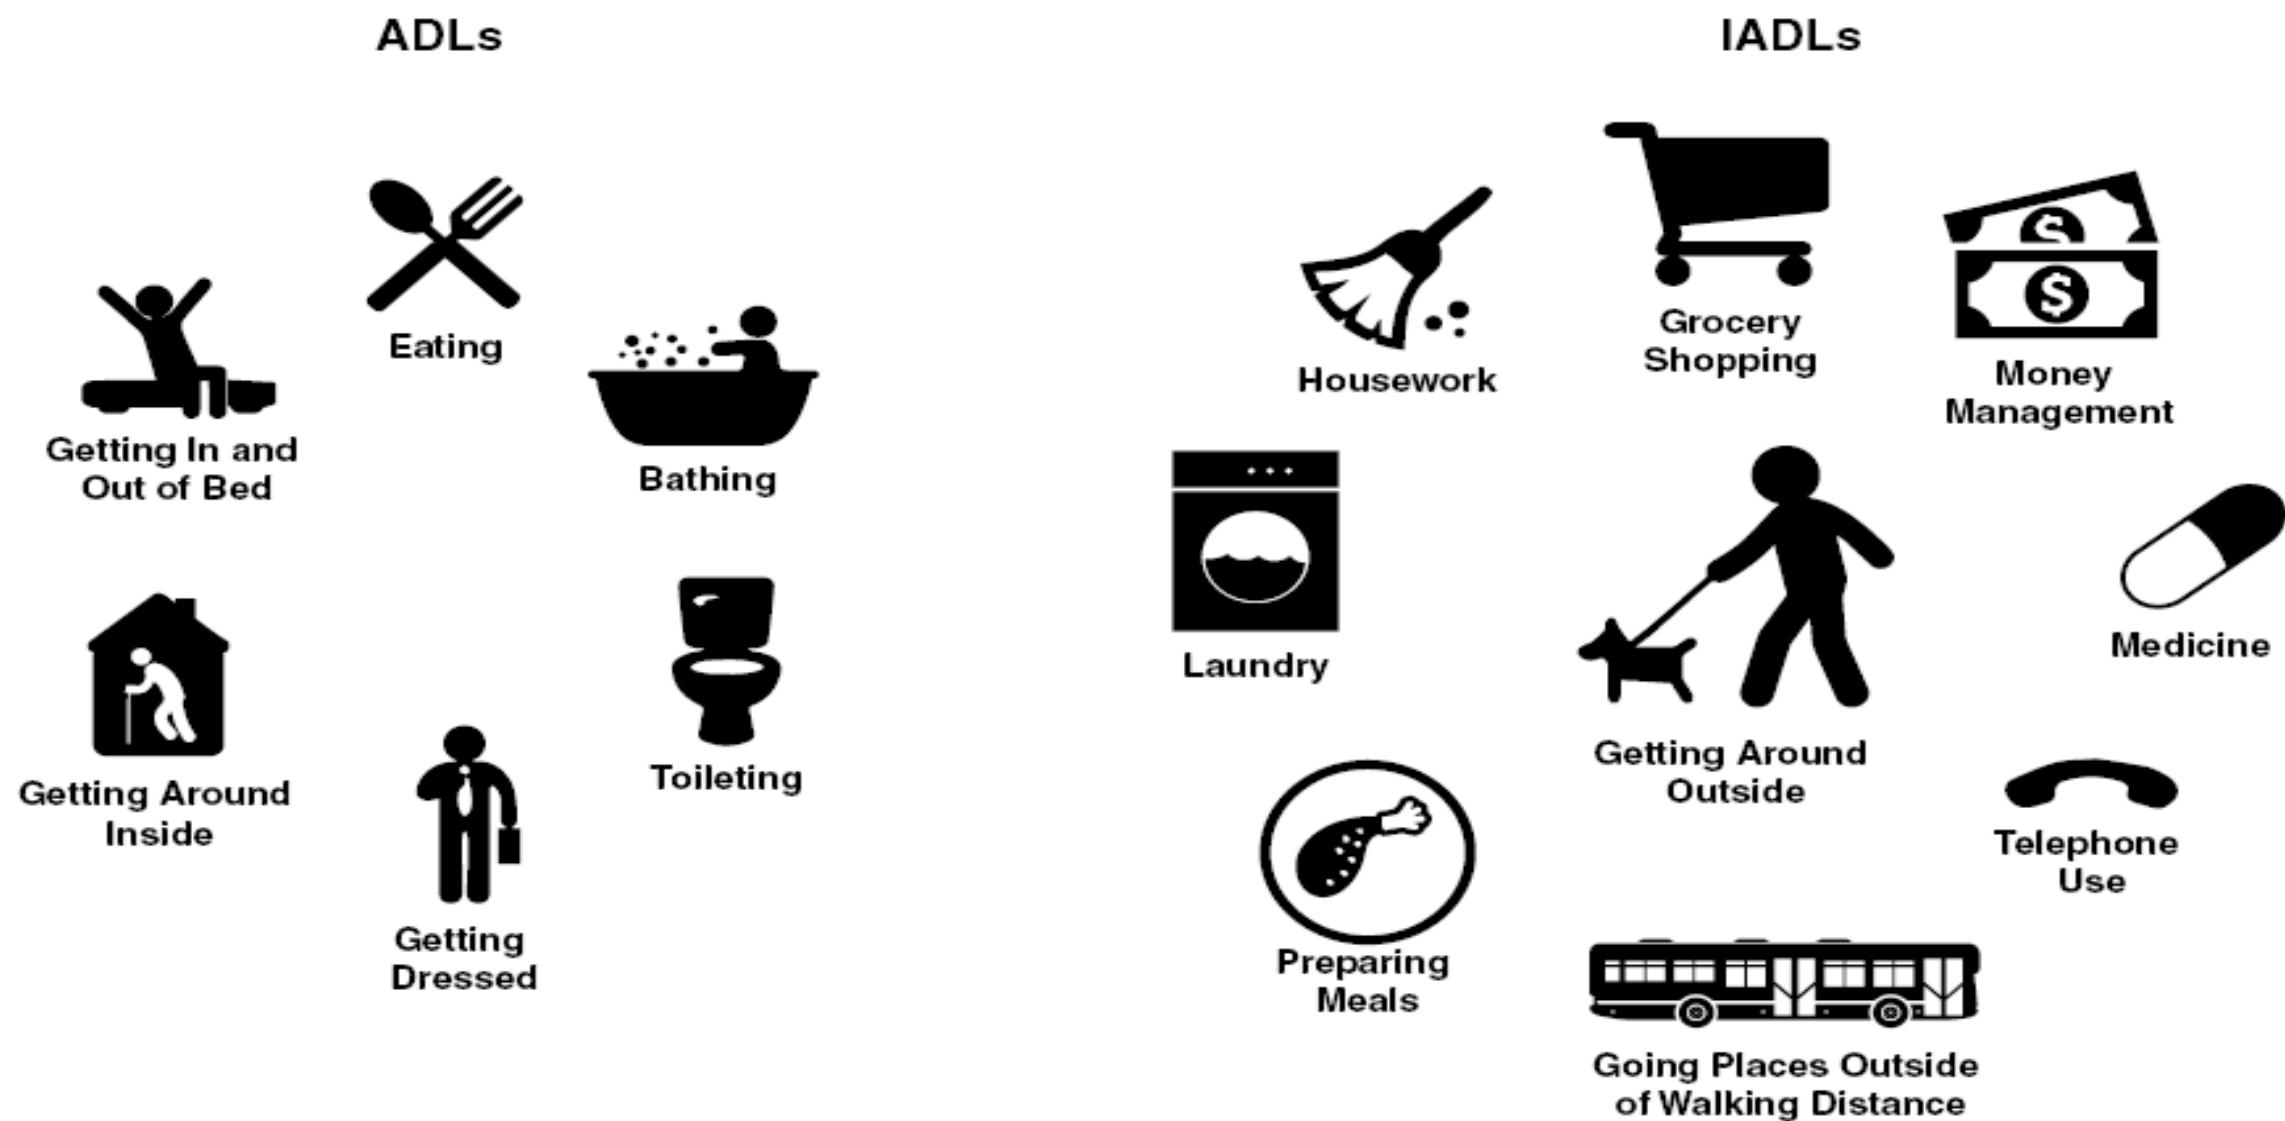 ADLs
Eating
Getting In and
Out of Bed
Bathing
Getting Around
Inside
Toileting
Getting
Dressed
IADLs
Housework
Grocery
Shopping
Money
Management
Laundry
Getting Around
Outside
Medicine
Preparing
Meals
Telephone
Use
Going Places Outside
of Walking Distance